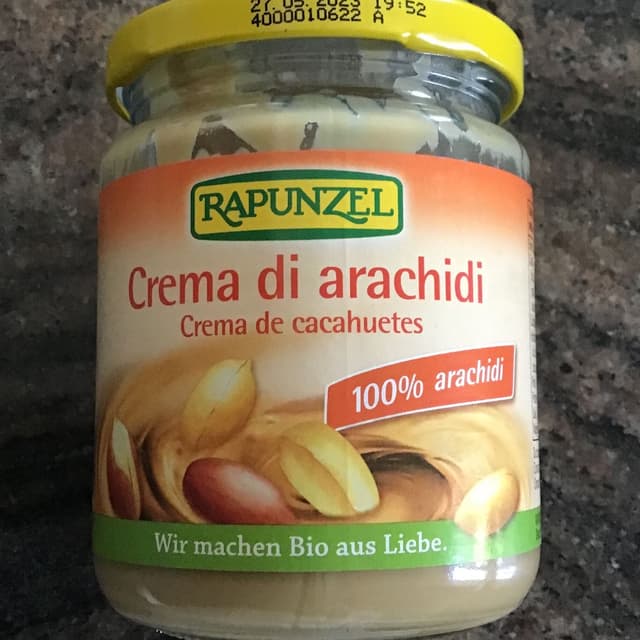 27 05 2023 19:52
4000010622 A
RAPUNZEL
Crema di arachidi
Crema de cacahuetes
100% arachidi
Wir machen Bio aus Liebe.